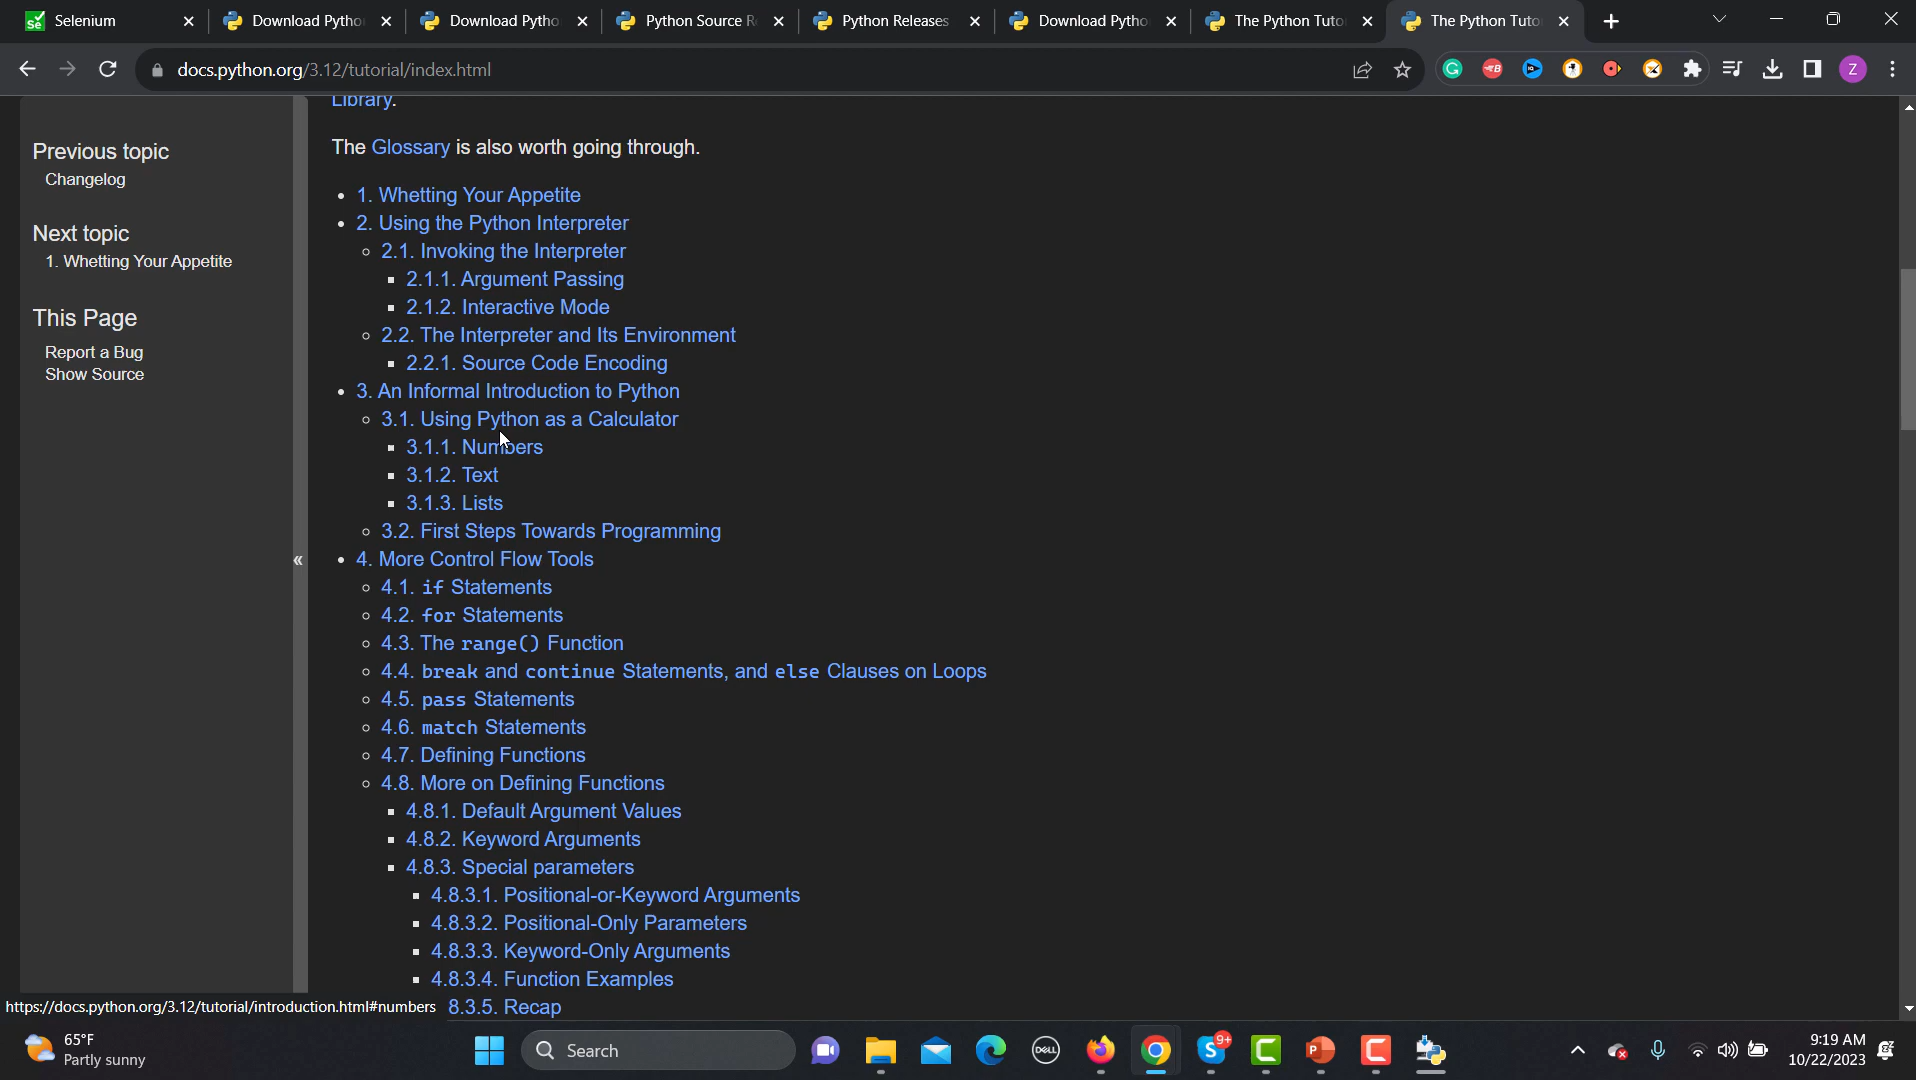 Selenium
Download Pytho
Download Pytho
Python Source R
Python Releases
Download Pytho
The Python Tuto
The Python Tuto
docs.python.org/3.12/tutorial/index.html
Z
Library.
Previous topic
Changelog
Next topic
1. Whetting Your Appetite
This Page
Report a Bug
Show Source
«
The Glossary is also worth going through.
1. Whetting Your Appetite
2. Using the Python Interpreter
2.1. Invoking the Interpreter
2.1.1. Argument Passing
2.1.2. Interactive Mode
2.2. The Interpreter and Its Environment
2.2.1. Source Code Encoding
3. An Informal Introduction to Python
3.1. Using Python as a Calculator
3.1.1. Numbers
3.1.2. Text
3.1.3. Lists
3.2. First Steps Towards Programming
4. More Control Flow Tools
4.1. if Statements
4.2. for Statements
4.3. The range() Function
4.4. break and continue Statements, and else Clauses on Loops
4.5. pass Statements
4.6. match Statements
4.7. Defining Functions
4.8. More on Defining Functions
4.8.1. Default Argument Values
4.8.2. Keyword Arguments
4.8.3. Special parameters
4.8.3.1. Positional-or-Keyword Arguments
4.8.3.2. Positional-Only Parameters
4.8.3.3. Keyword-Only Arguments
4.8.3.4. Function Examples
8.3.5. Recap
https://docs.python.org/3.12/tutorial/introduction.html#numbers
65°F
Partly sunny
Search
DELL
9+
9:19 AM
10/22/2023